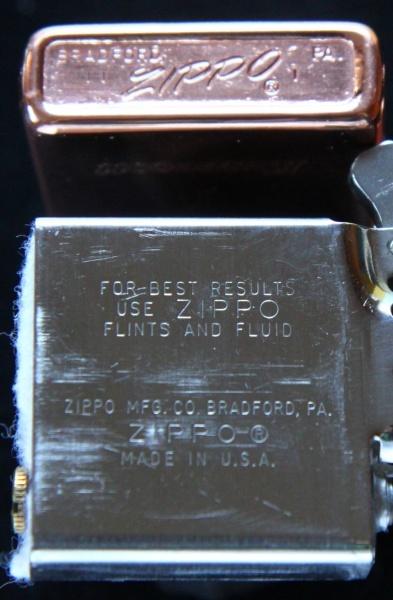 BRADFORD, PA.
ZIPPO ®
FOR BEST RESULTS
USE ZIPPO
FLINTS AND FLUID
ZIPPO MFG. CO. BRADFORD, PA.
ZIPPO ®
MADE IN U.S.A.